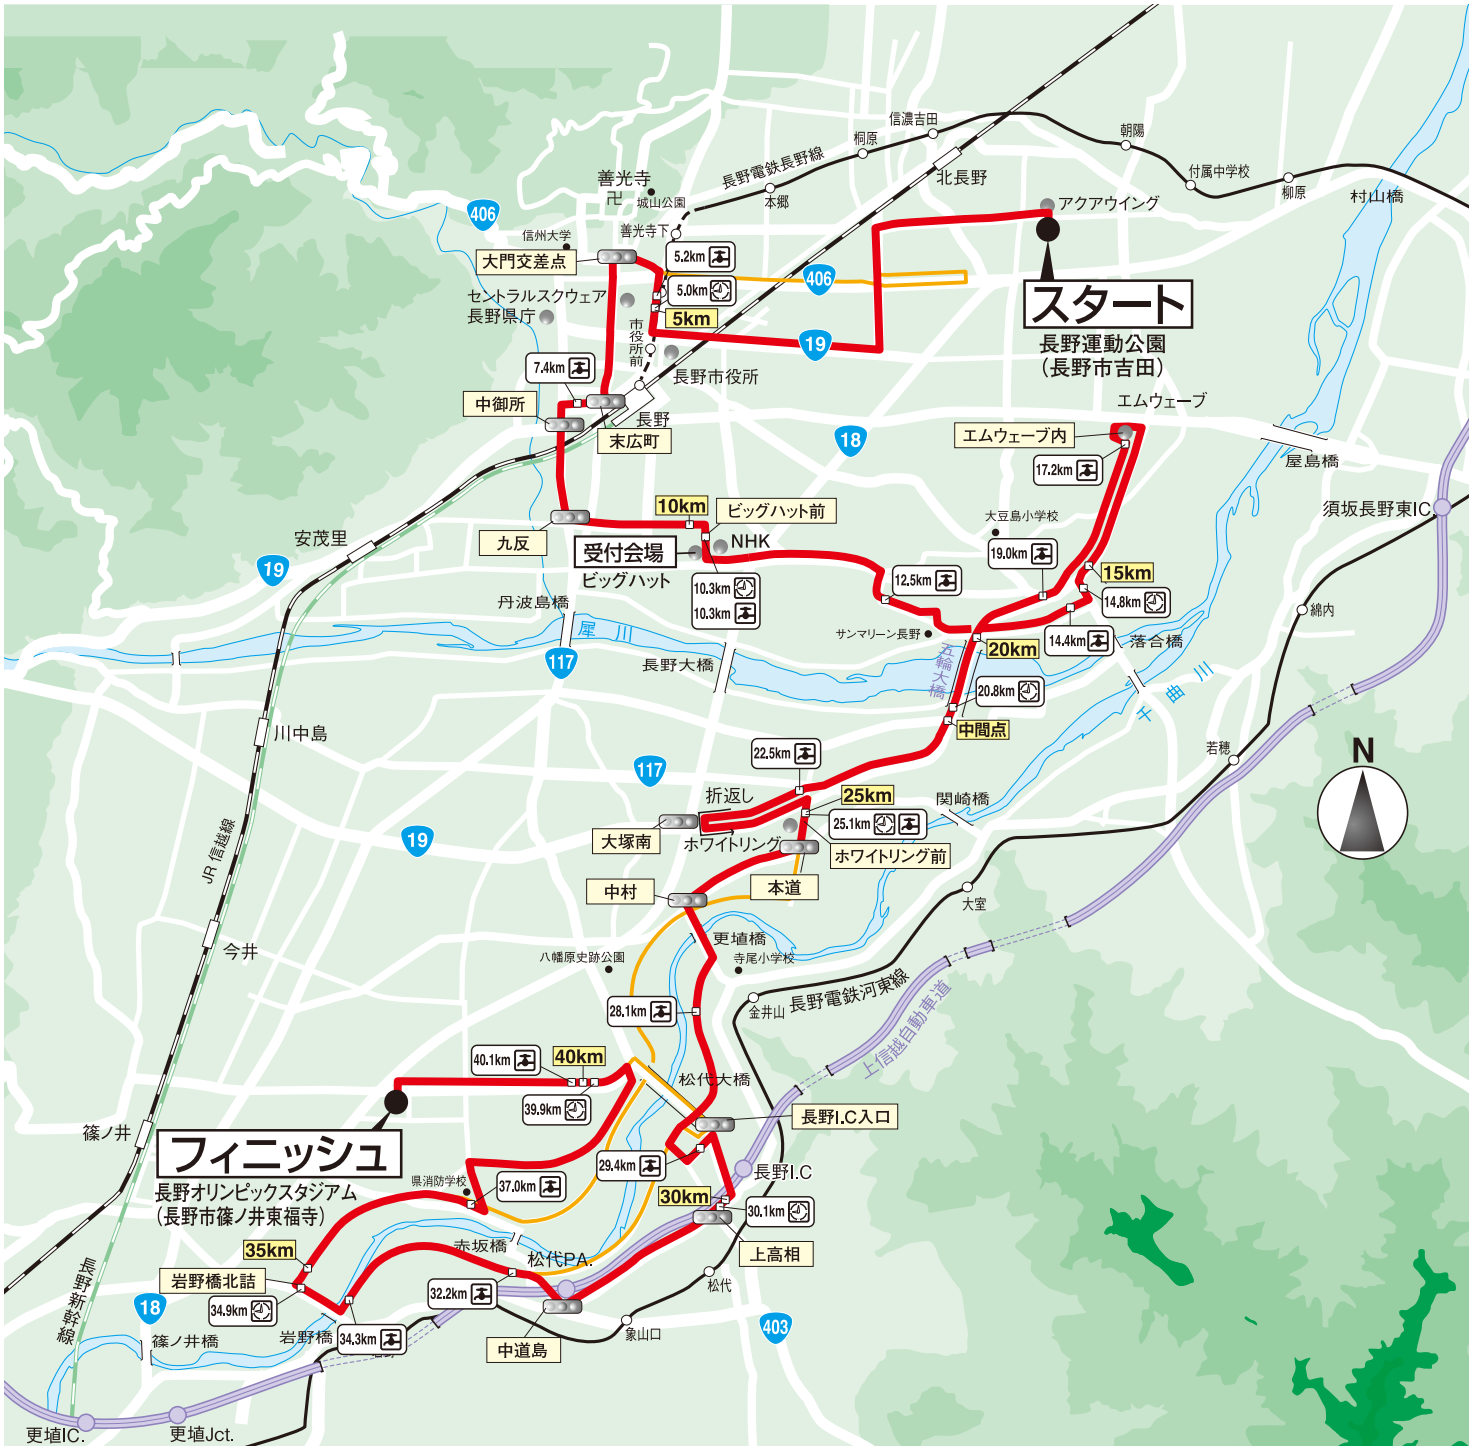 信濃吉田
朝陽
桐原
長野電鉄長野線
付属中学校
善光寺
北長野
本郷
柳原
村山橋
城山公園
アクアウイング
406
信州大学
善光寺下
大門交差点
5.2km
406
セントラルスクウェア
5.0km
スタート
長野県庁
5km
市役所前
19
長野運動公園
(長野市吉田)
7.4km
長野市役所
中御所
長野
エムウェーブ
末広町
18
エムウェーブ内
屋島橋
17.2km
10km
ビッグハット前
須坂長野東IC
大豆島小学校
安茂里
九反
受付会場
NHK
19.0km
19
ビッグハット
12.5km
15km
10.3km
10.3km
14.8km
丹波島橋
綿内
犀川
サンマリーン長野
20km
14.4km
落合橋
117
長野大橋
五輪大橋
千曲川
20.8km
川中島
中間点
22.5km
若穂
N
117
折返し
25km
関崎橋
19
25.1km
大塚南
ホワイトリング
JR信越線
ホワイトリング前
中村
本道
大室
今井
更埴橋
八幡原史跡公園
寺尾小学校
長野電鉄河東線
28.1km
金井山
上信越自動車道
40.1km
40km
松代大橋
39.9km
長野I.C入口
篠ノ井
フィニッシュ
29.4km
長野I.C
県消防学校
37.0km
長野オリンピックスタジアム
(長野市篠ノ井東福寺)
30km
30.1km
35km
赤坂橋
松代PA.
上高相
岩野橋北詰
松代
長野新幹線
18
34.9km
32.2km
403
篠ノ井橋
岩野橋
34.3km
象山口
中道島
更埴IC.
更埴Jct.